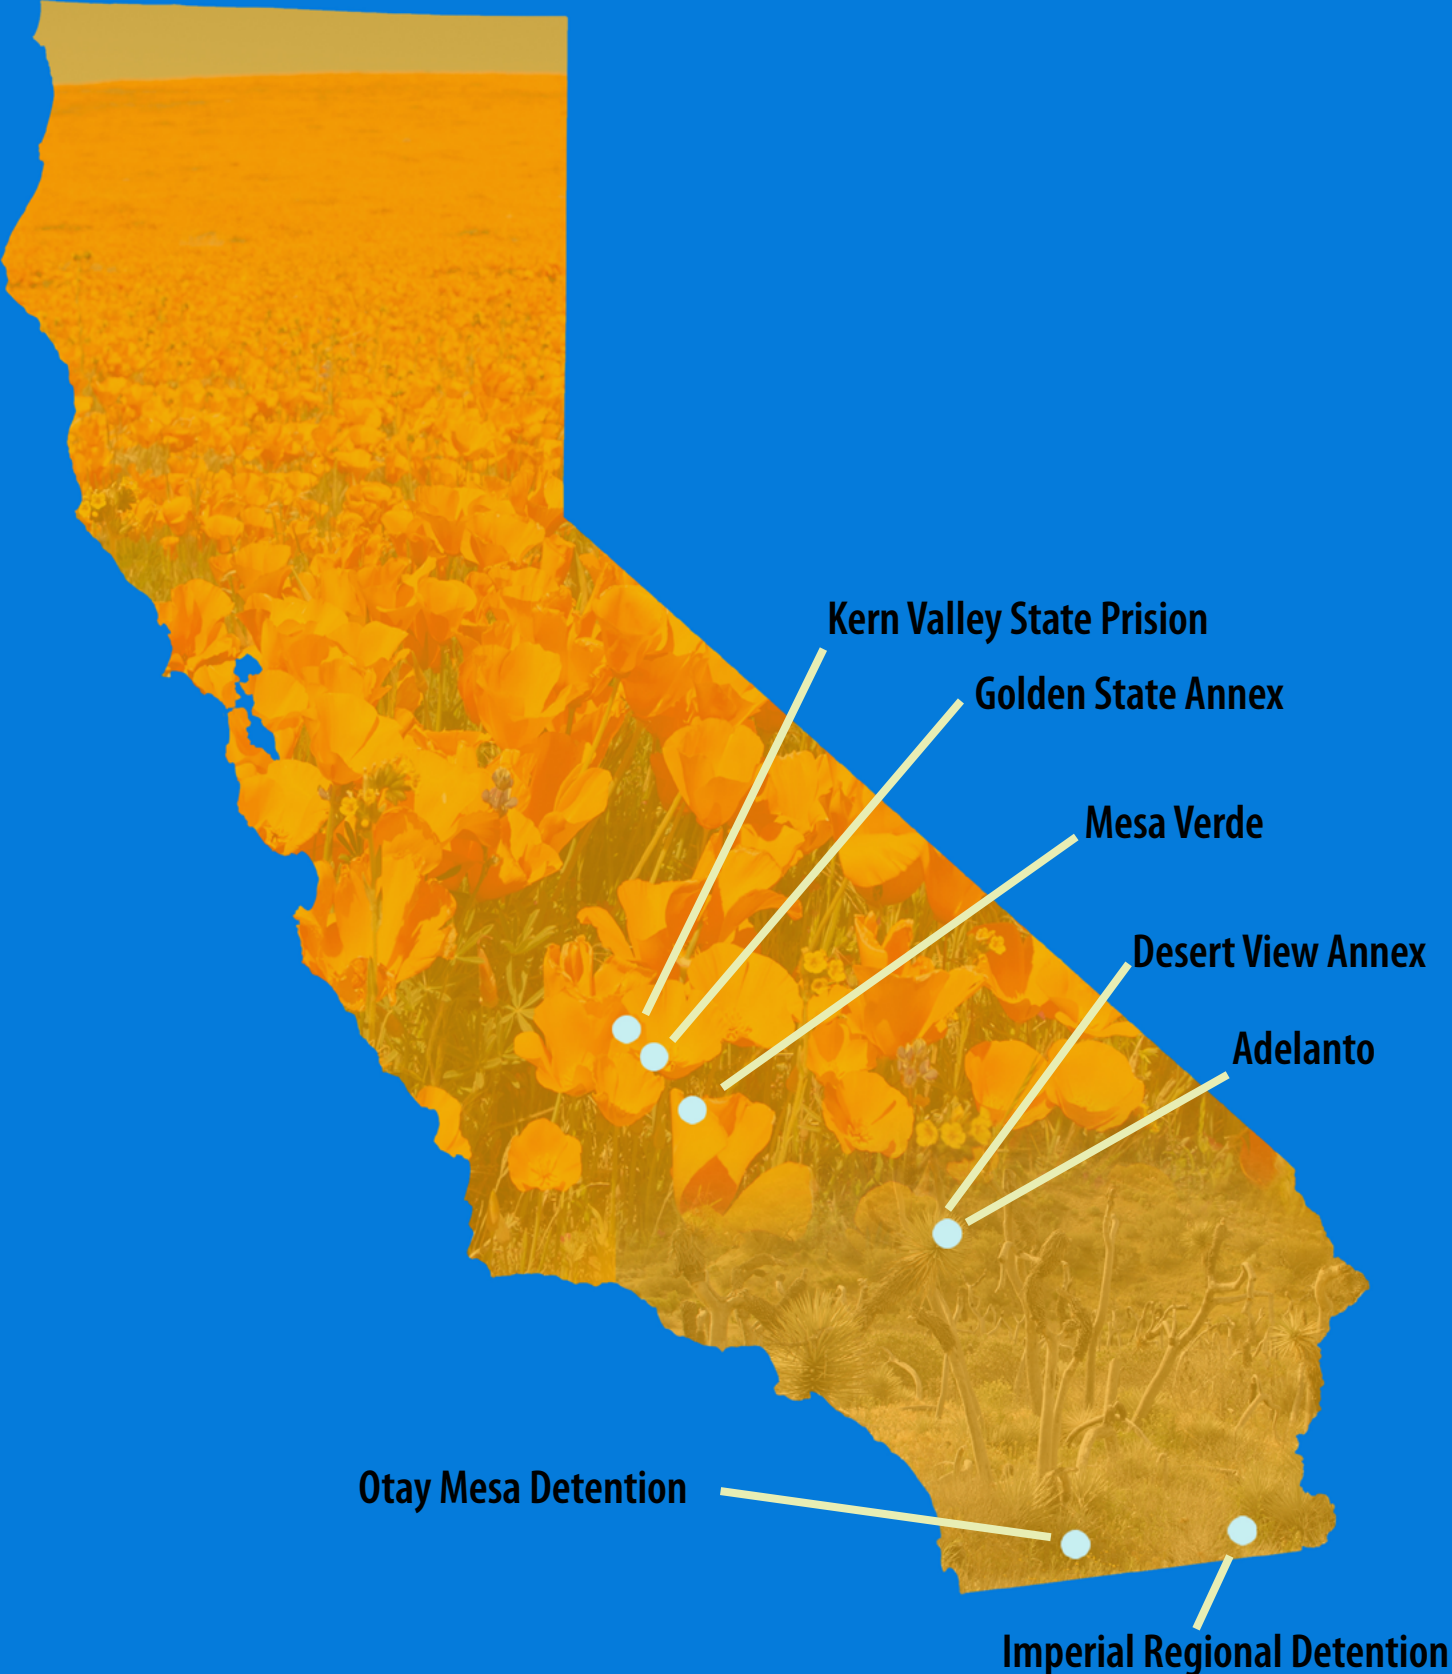 Kern Valley State Prision
Golden State Annex
Mesa Verde
Desert View Annex
Adelanto
Otay Mesa Detention
Imperial Regional Detention